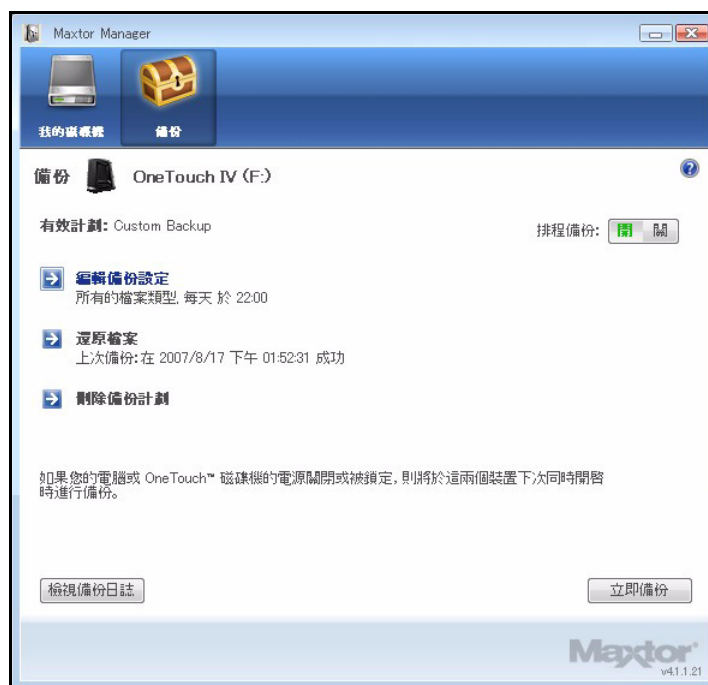 Maxtor Manager
我的磁碟機
備份
備份 OneTouch IV (F:)
有效計劃: Custom Backup
排程備份: 開 關
編輯備份設定
所有的檔案類型, 每天 於 22:00
還原檔案
上次備份:在 2007/8/17 下午 01:52:31 成功
刪除備份計劃
如果您的電腦或 OneTouch™ 磁碟機的電源關閉或被鎖定, 則將於這兩個裝置下次同時開啓
時進行備份。
檢視備份日誌
立即備份
Maxtor
v4.1.1.21